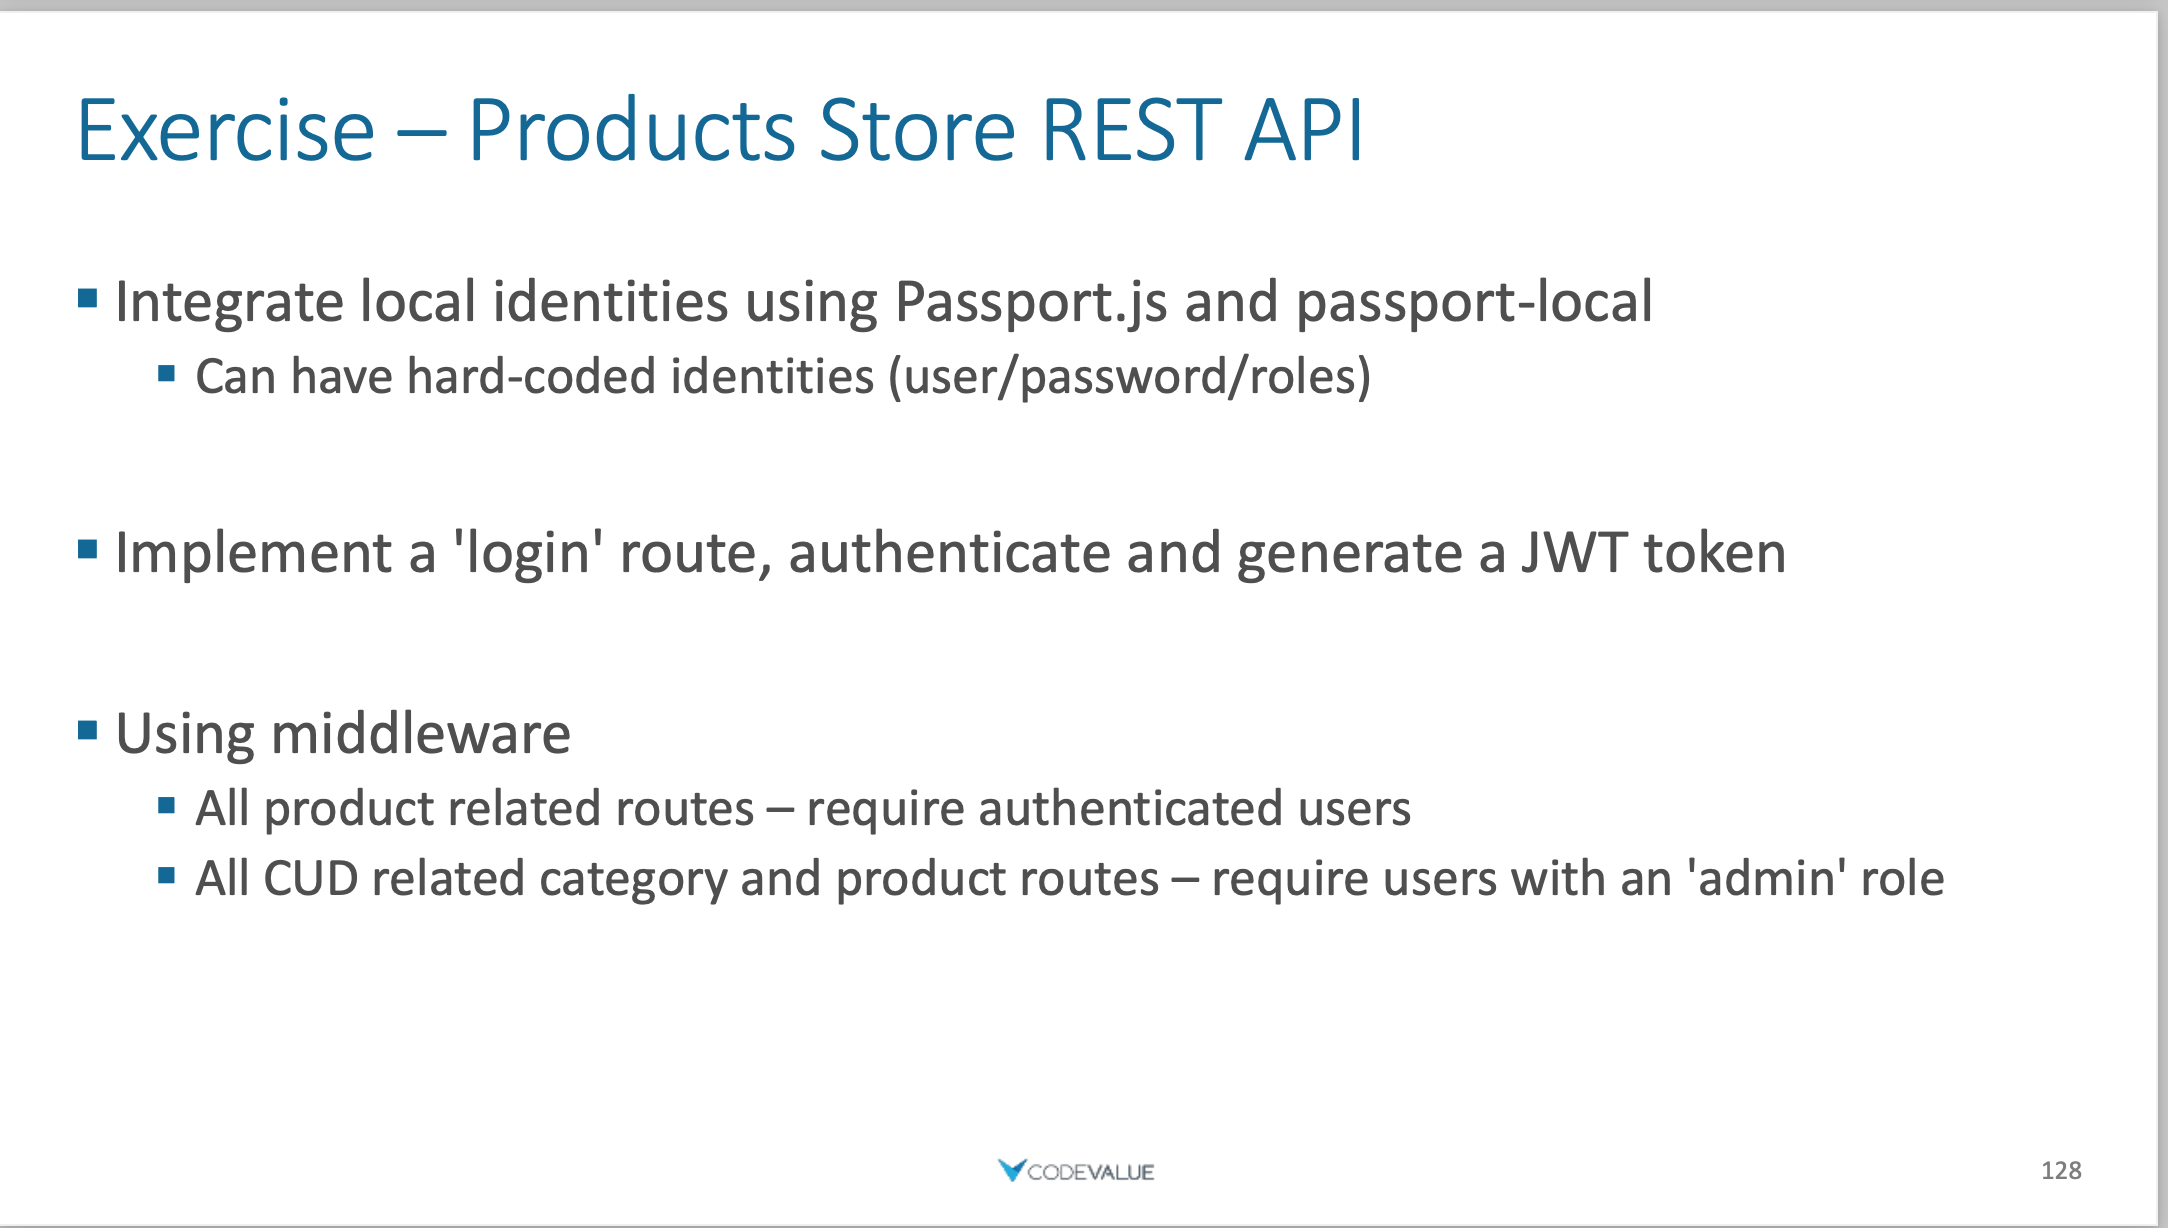 Exercise – Products Store REST API
▪ Integrate local identities using Passport.js and passport-local
▪ Can have hard-coded identities (user/password/roles)
▪ Implement a 'login' route, authenticate and generate a JWT token
▪ Using middleware
▪ All product related routes – require authenticated users
▪ All CUD related category and product routes – require users with an 'admin' role
CODEVALUE
128